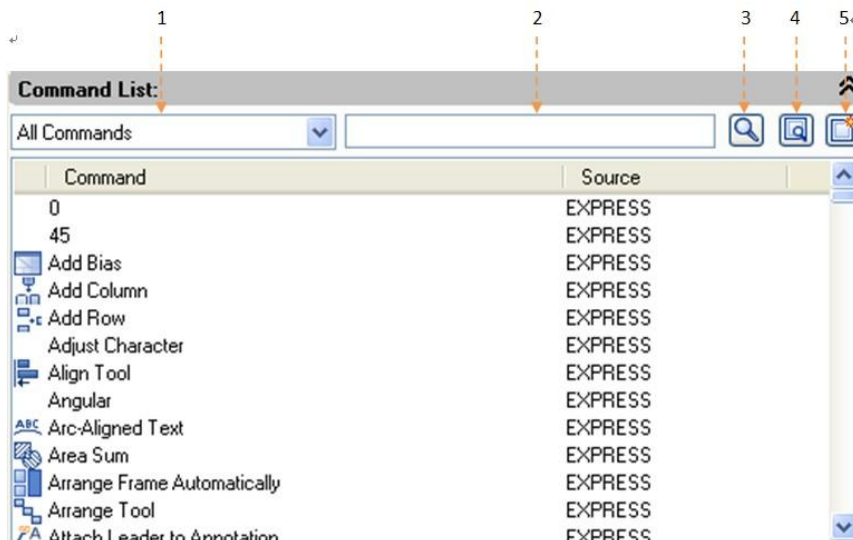 1 2 3 4 5
Command List:
All Commands
Command Source
0 EXPRESS
45 EXPRESS
Add Bias EXPRESS
Add Column EXPRESS
Add Row EXPRESS
Adjust Character EXPRESS
Align Tool EXPRESS
Angular EXPRESS
ABC Arc-Aligned Text EXPRESS
Area Sum EXPRESS
Arrange Frame Automatically EXPRESS
Arrange Tool EXPRESS
A Attach Leader to Annotation EXPRESS